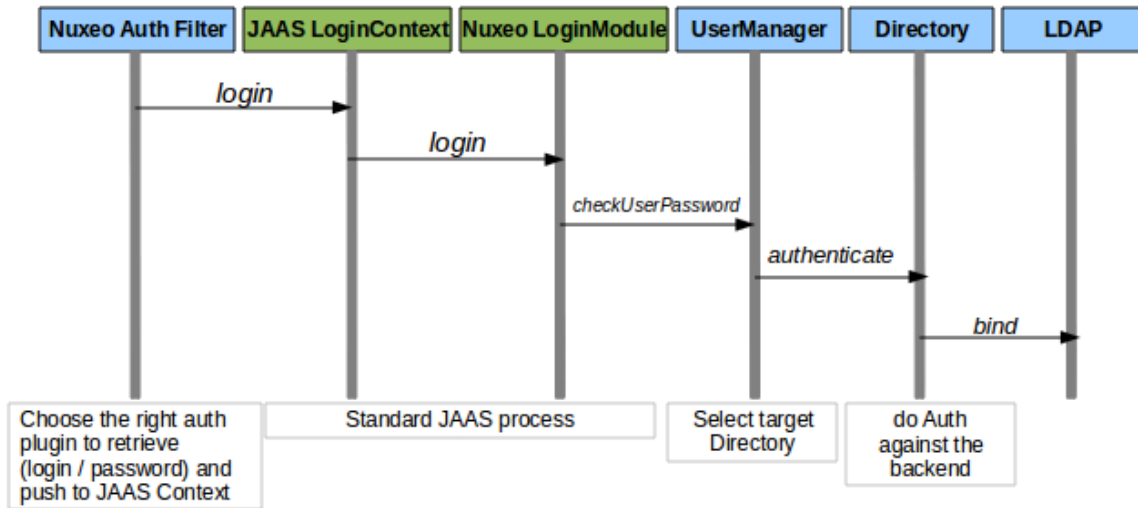 Nuxeo Auth Filter
JAAS LoginContext
Nuxeo LoginModule
UserManager
Directory
LDAP
login
login
checkUserPassword
authenticate
bind
Choose the right auth
plugin to retrieve
(login / password) and
push to JAAS Context
Standard JAAS process
Select target
Directory
do Auth
against the
backend